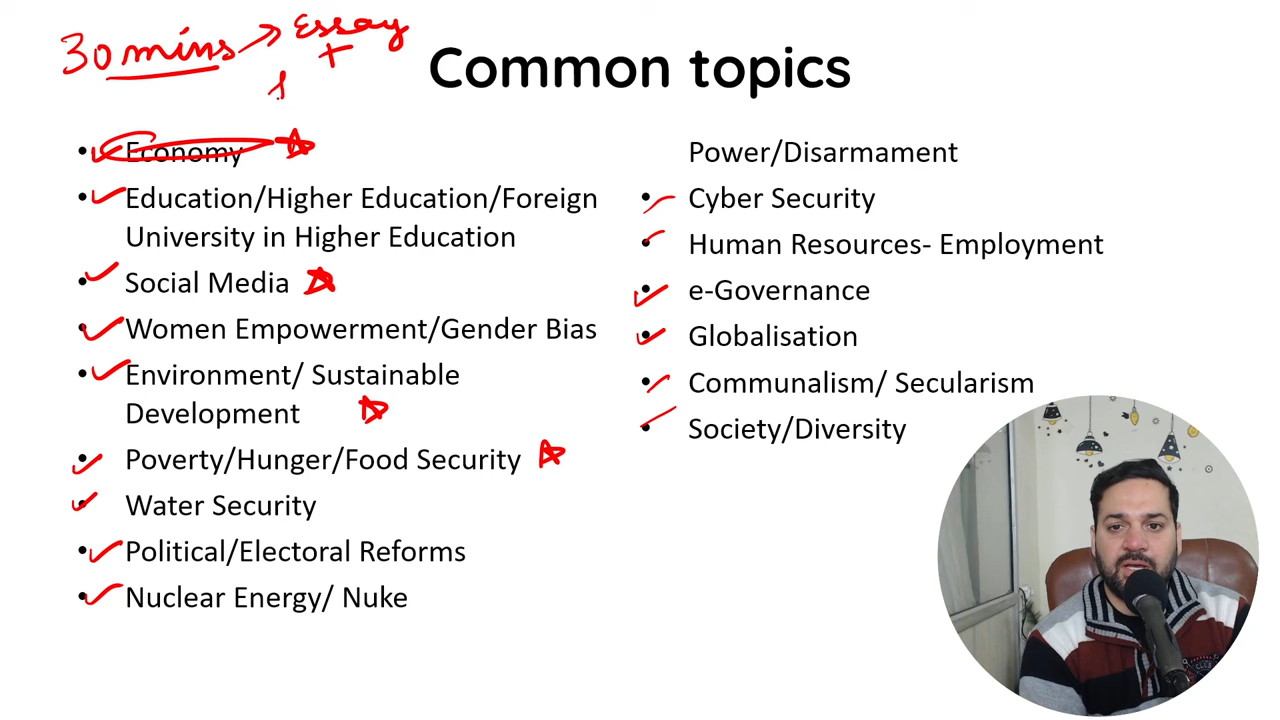 30 mins → Essay
+
Common topics
• Economy
• Education/Higher Education/Foreign
University in Higher Education
• Social Media
• Women Empowerment/Gender Bias
• Environment/ Sustainable
Development
• Poverty/Hunger/Food Security
• Water Security
• Political/Electoral Reforms
• Nuclear Energy/ Nuke
Power/Disarmament
• Cyber Security
• Human Resources- Employment
• e-Governance
• Globalisation
• Communalism/ Secularism
• Society/Diversity